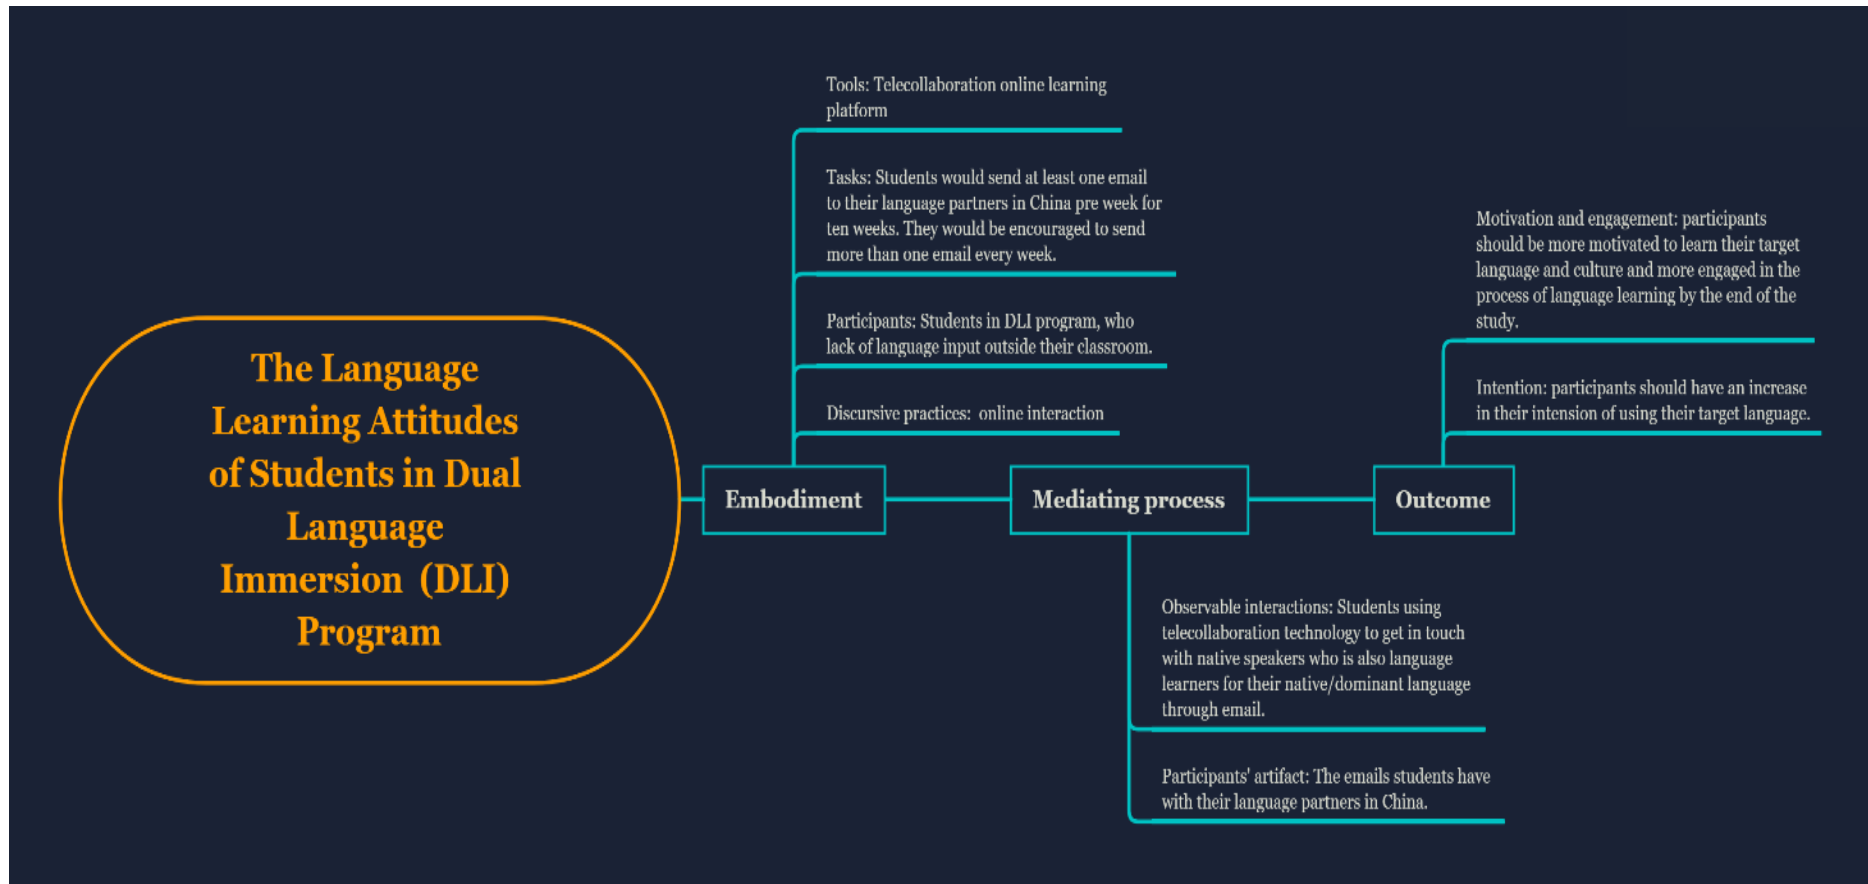 The Language
Learning Attitudes
of Students in Dual
Language
Immersion (DLI)
Program
Embodiment
Tools: Telecollaboration online learning
platform
Tasks: Students would send at least one email
to their language partners in China pre week for
ten weeks. They would be encouraged to send
more than one email every week.
Participants: Students in DLI program, who
lack of language input outside their classroom.
Discursive practices: online interaction
Mediating process
Observable interactions: Students using
telecollaboration technology to get in touch
with native speakers who is also language
learners for their native/dominant language
through email.
Participants' artifact: The emails students have
with their language partners in China.
Outcome
Motivation and engagement: participants
should be more motivated to learn their target
language and culture and more engaged in the
process of language learning by the end of the
study.
Intention: participants should have an increase
in their intension of using their target language.